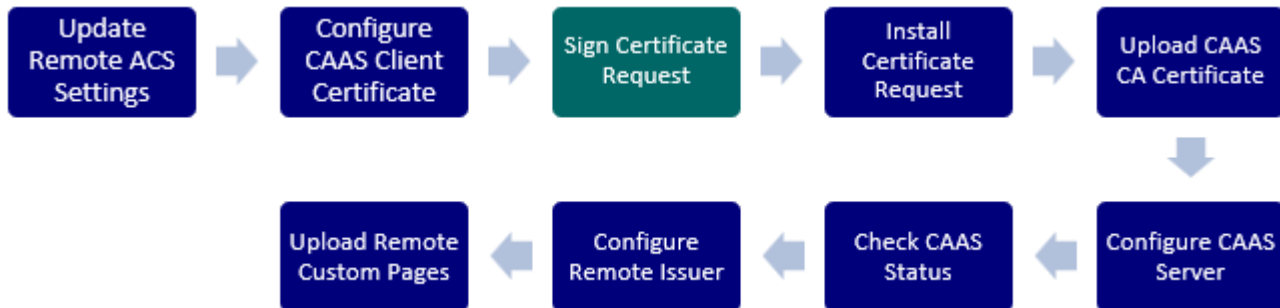 Update
Remote ACS
Settings
Configure
CAAS Client
Certificate
Sign Certificate
Request
Install
Certificate
Request
Upload CAAS
CA Certificate
Configure CAAS
Server
Check CAAS
Status
Configure
Remote Issuer
Upload Remote
Custom Pages